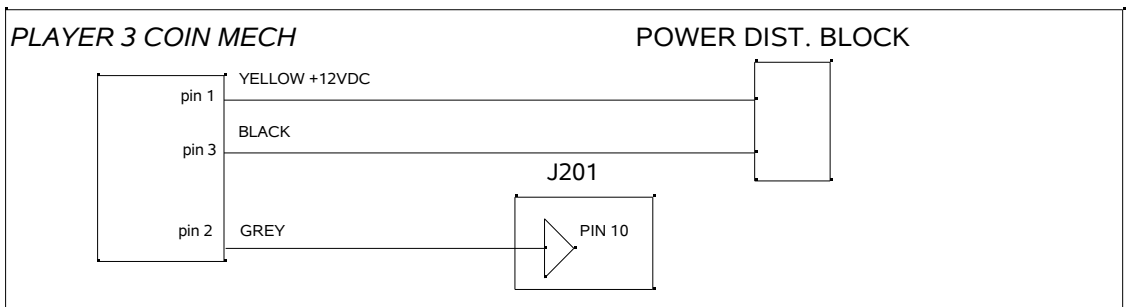 PLAYER 3 COIN MECH
POWER DIST. BLOCK
YELLOW +12VDC
pin 1
BLACK
pin 3
J201
pin 2
GREY
PIN 10